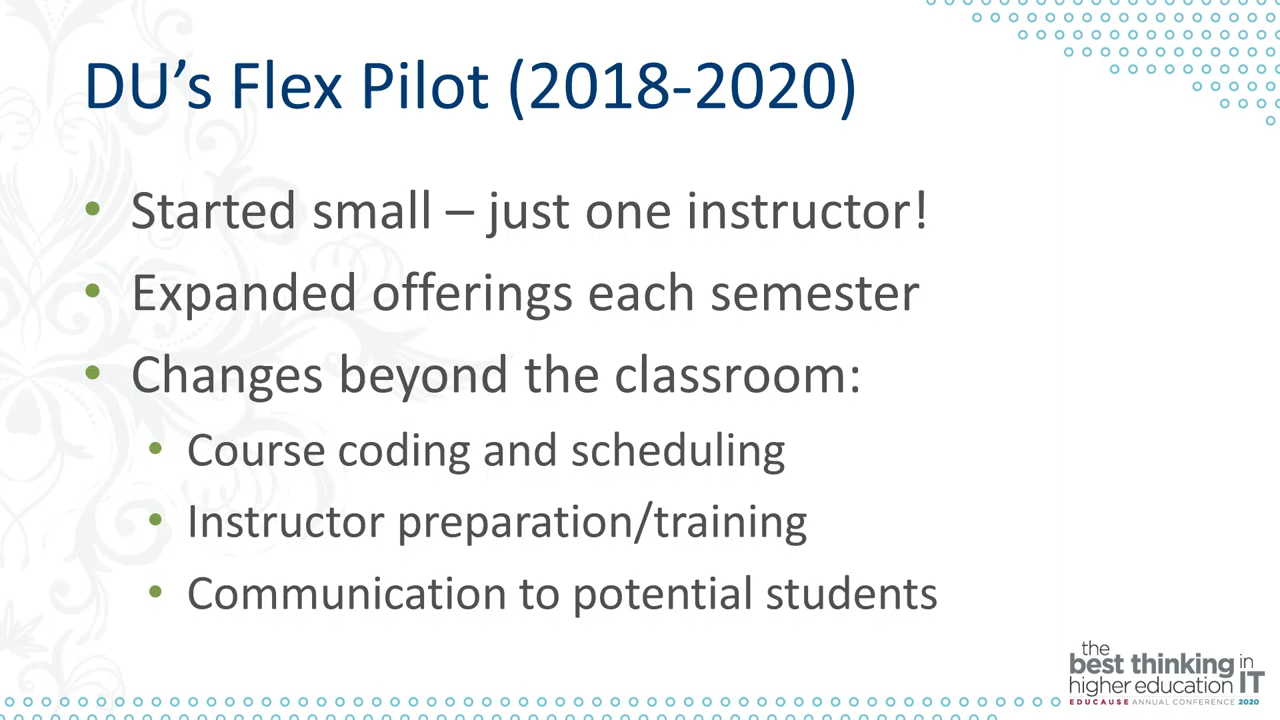 DU’s Flex Pilot (2018-2020)
• Started small – just one instructor!
• Expanded offerings each semester
• Changes beyond the classroom:
• Course coding and scheduling
• Instructor preparation/training
• Communication to potential students
the
best thinking in
higher education IT
EDUCAUSE ANNUAL CONFERENCE 2020